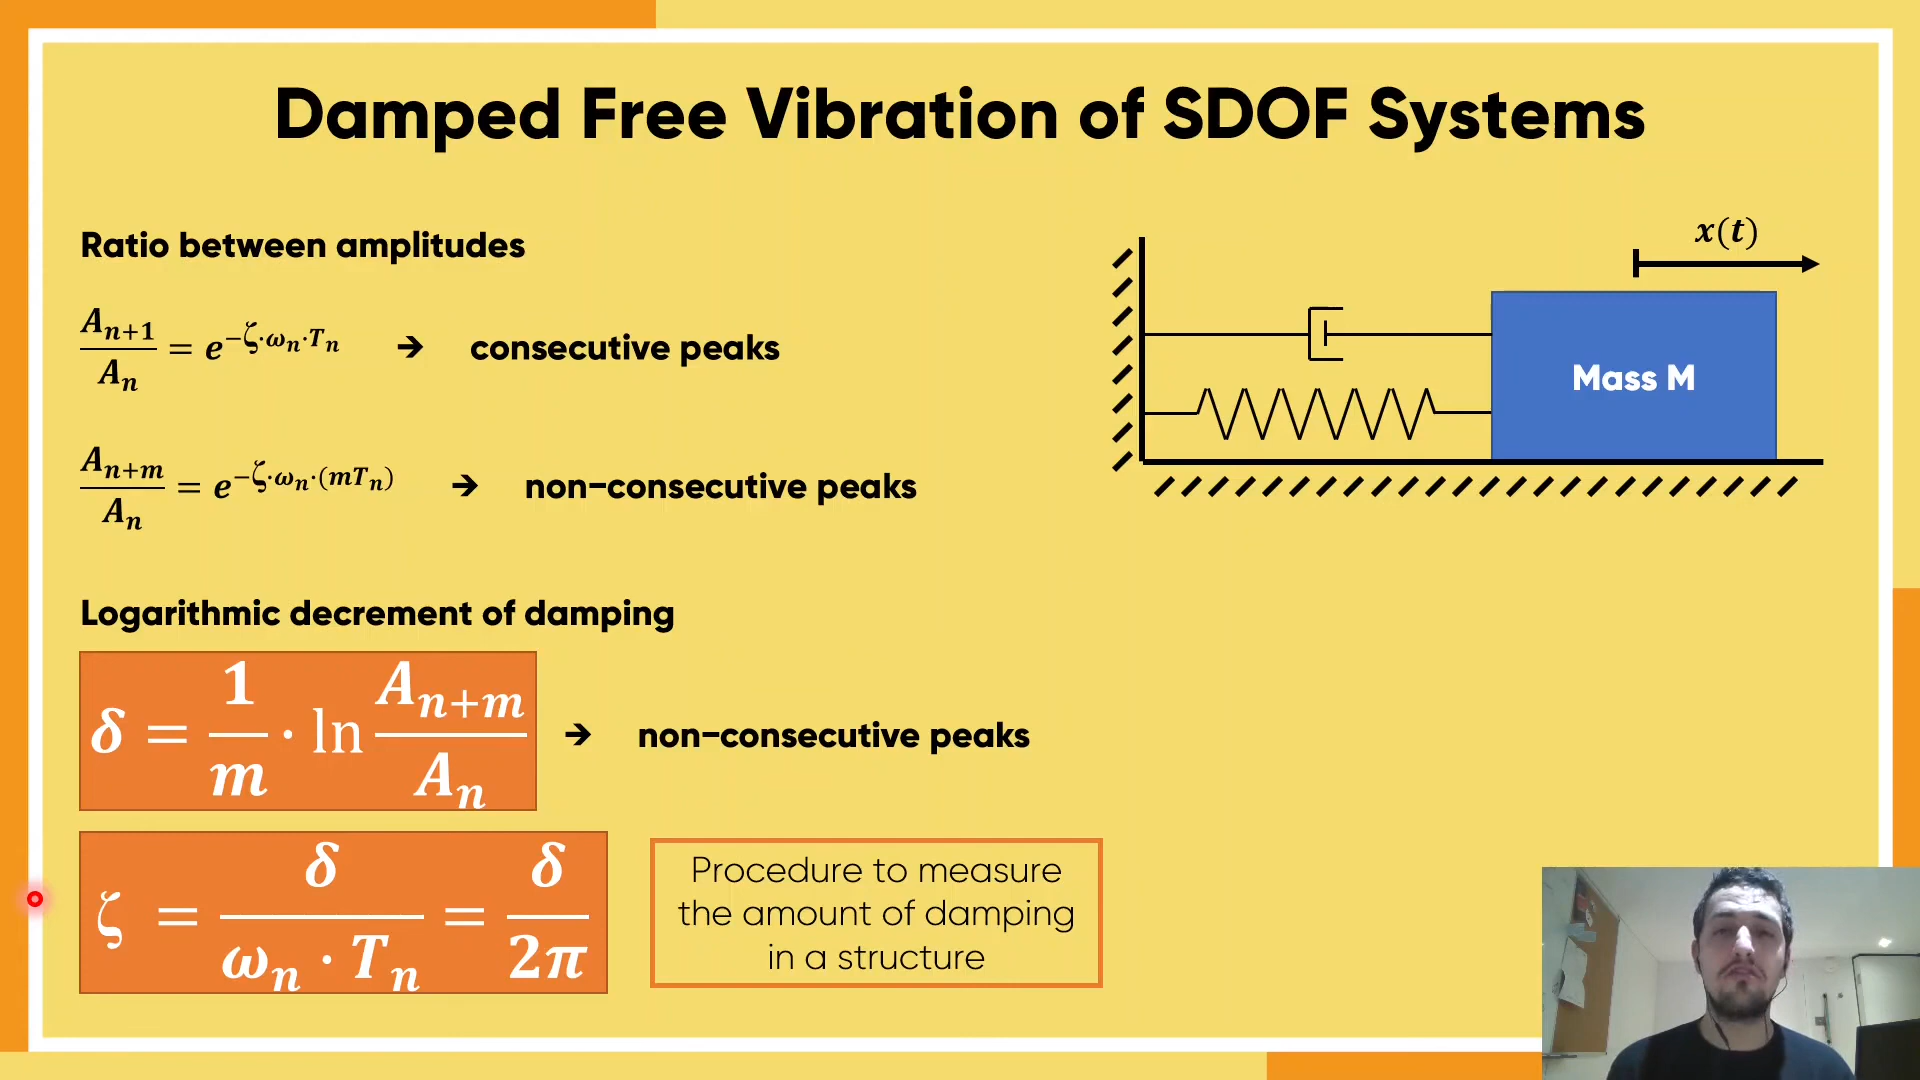 Damped Free Vibration of SDOF Systems
Ratio between amplitudes
A_{n+1}/A_n = e^{−ζ·ω_n·T_n} ➔ consecutive peaks
A_{n+m}/A_n = e^{−ζ·ω_n·(mT_n)} ➔ non−consecutive peaks
Logarithmic decrement of damping
δ = 1/m · ln A_{n+m}/A_n ➔ non−consecutive peaks
ζ = δ/(ω_n · T_n) = δ/2π
Procedure to measure
the amount of damping
in a structure
x(t)
Mass M